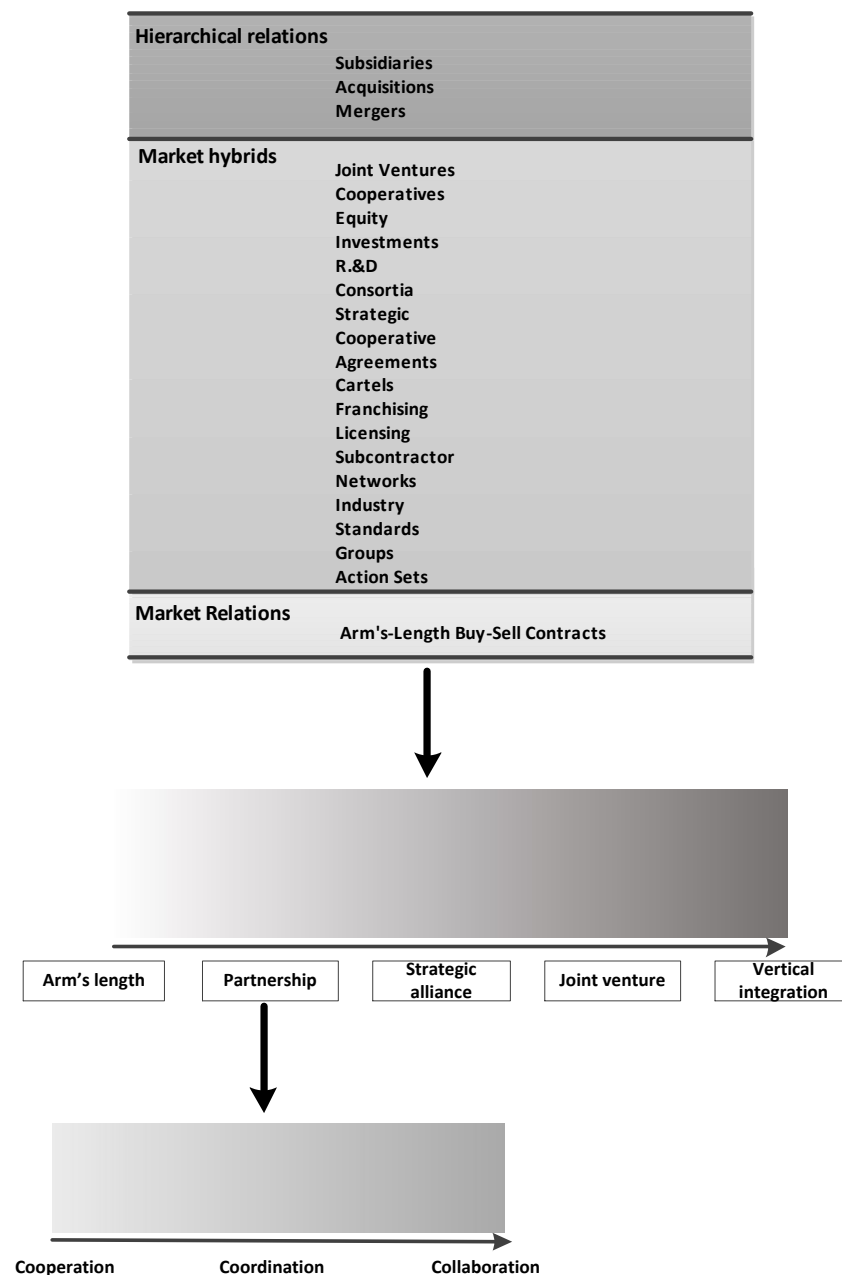 Hierarchical relations
Subsidiaries
Acquisitions
Mergers
Market hybrids
Joint Ventures
Cooperatives
Equity
Investments
R.&D
Consortia
Strategic
Cooperative
Agreements
Cartels
Franchising
Licensing
Subcontractor
Networks
Industry
Standards
Groups
Action Sets
Market Relations
Arm's-Length Buy-Sell Contracts
Arm's length
Partnership
Strategic
alliance
Joint venture
Vertical
integration
Cooperation
Coordination
Collaboration